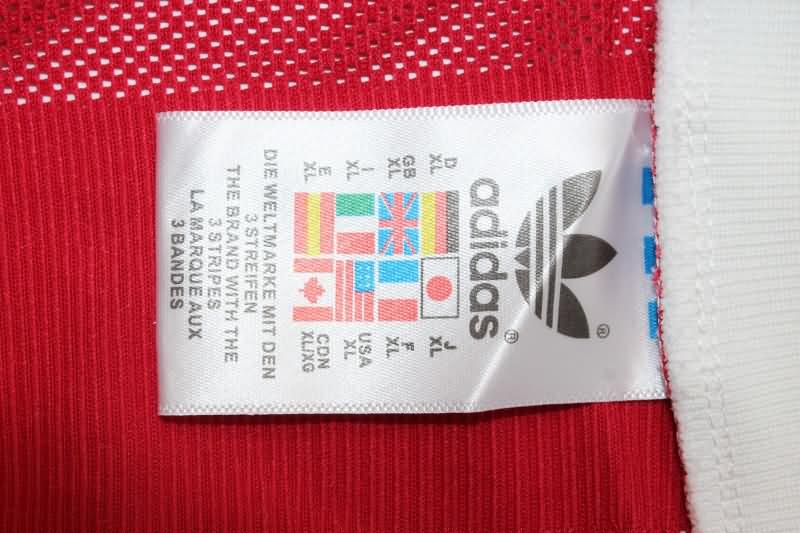 ®
adidas®
D XL J XL
GB XL F XL
I XL USA XL
E XL CDN XL/XG
DIE WELTMARKE MIT DEN
3 STREIFEN
THE BRAND WITH THE
3 STRIPES
LA MARQUE AUX
3 BANDES